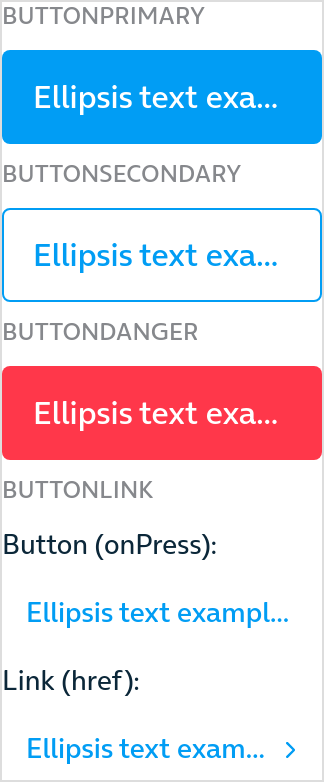 BUTTONPRIMARY
Ellipsis text exa...
BUTTONSECONDARY
Ellipsis text exa...
BUTTONDANGER
Ellipsis text exa...
BUTTONLINK
Button (onPress):
Ellipsis text exampl...
Link (href):
Ellipsis text exam...